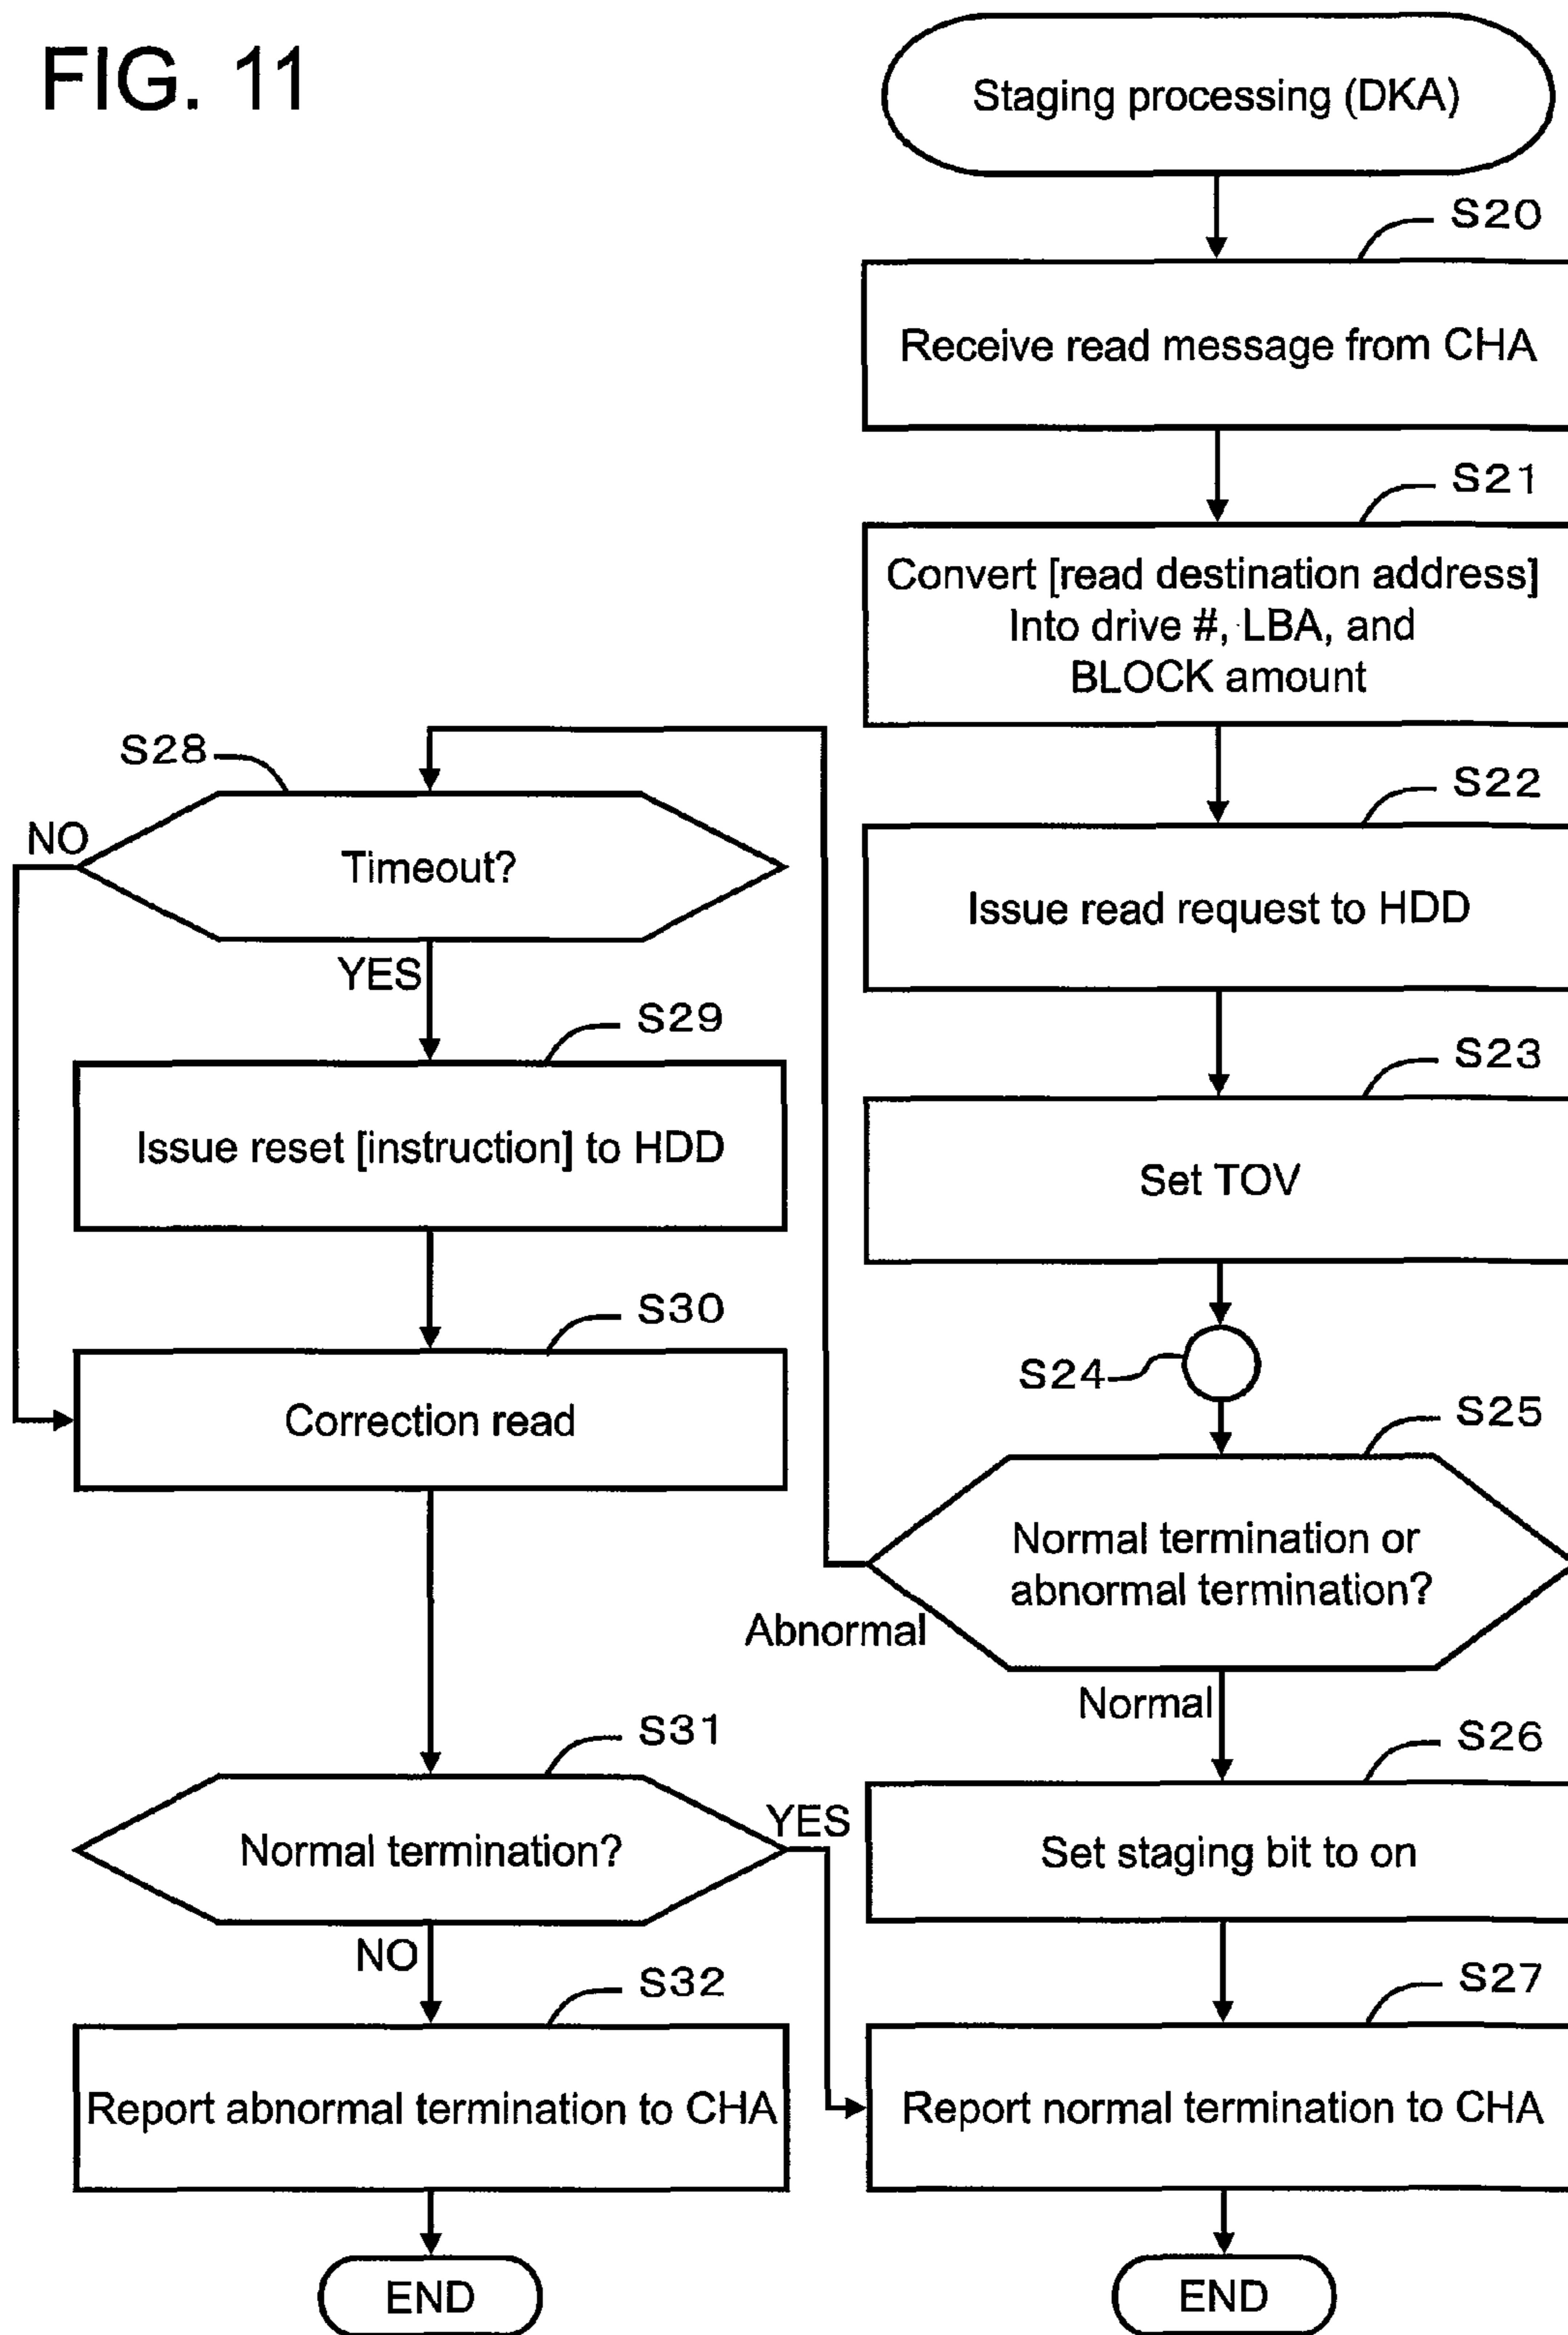 FIG. 11
Staging processing (DKA)
S20
Receive read message from CHA
S21
Convert [read destination address]
Into drive #, LBA, and
BLOCK amount
S22
Issue read request to HDD
S23
Set TOV
S24
S25
Normal termination or
abnormal termination?
Abnormal
Normal
S26
Set staging bit to on
S27
Report normal termination to CHA
END
S28
NO
Timeout?
YES
S29
Issue reset [instruction] to HDD
S30
Correction read
S31
Normal termination?
YES
NO
S32
Report abnormal termination to CHA
END